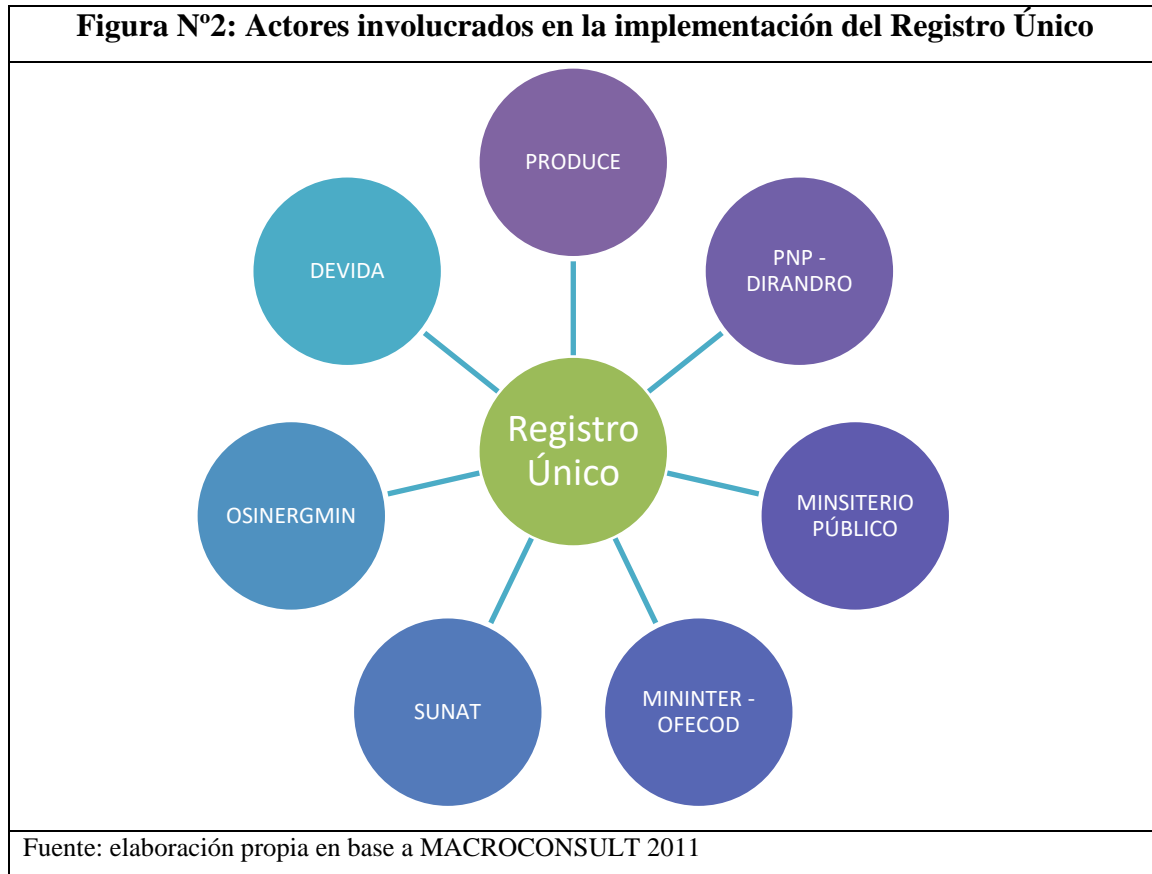 Figura Nº2: Actores involucrados en la implementación del Registro Único
PRODUCE
PNP -
DIRANDRO
MINSITERIO
PÚBLICO
MININTER -
OFECOD
SUNAT
OSINERGMIN
DEVIDA
Registro
Único
Fuente: elaboración propia en base a MACROCONSULT 2011